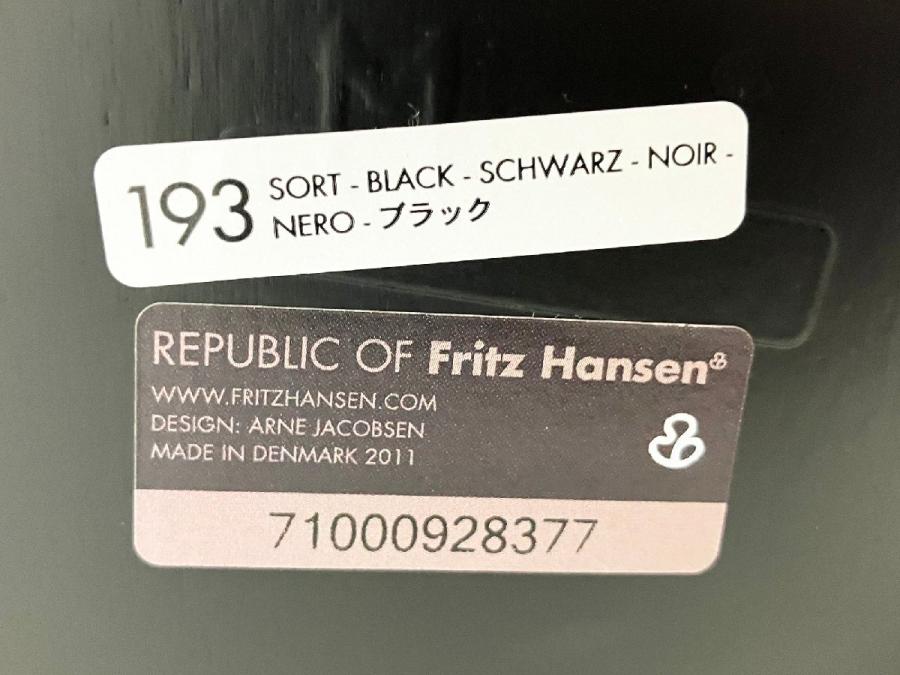 193 SORT - BLACK - SCHWARZ - NOIR -
NERO - ブラック
REPUBLIC OF Fritz Hansen
WWW.FRITZHANSEN.COM
DESIGN: ARNE JACOBSEN
MADE IN DENMARK 2011
71000928377